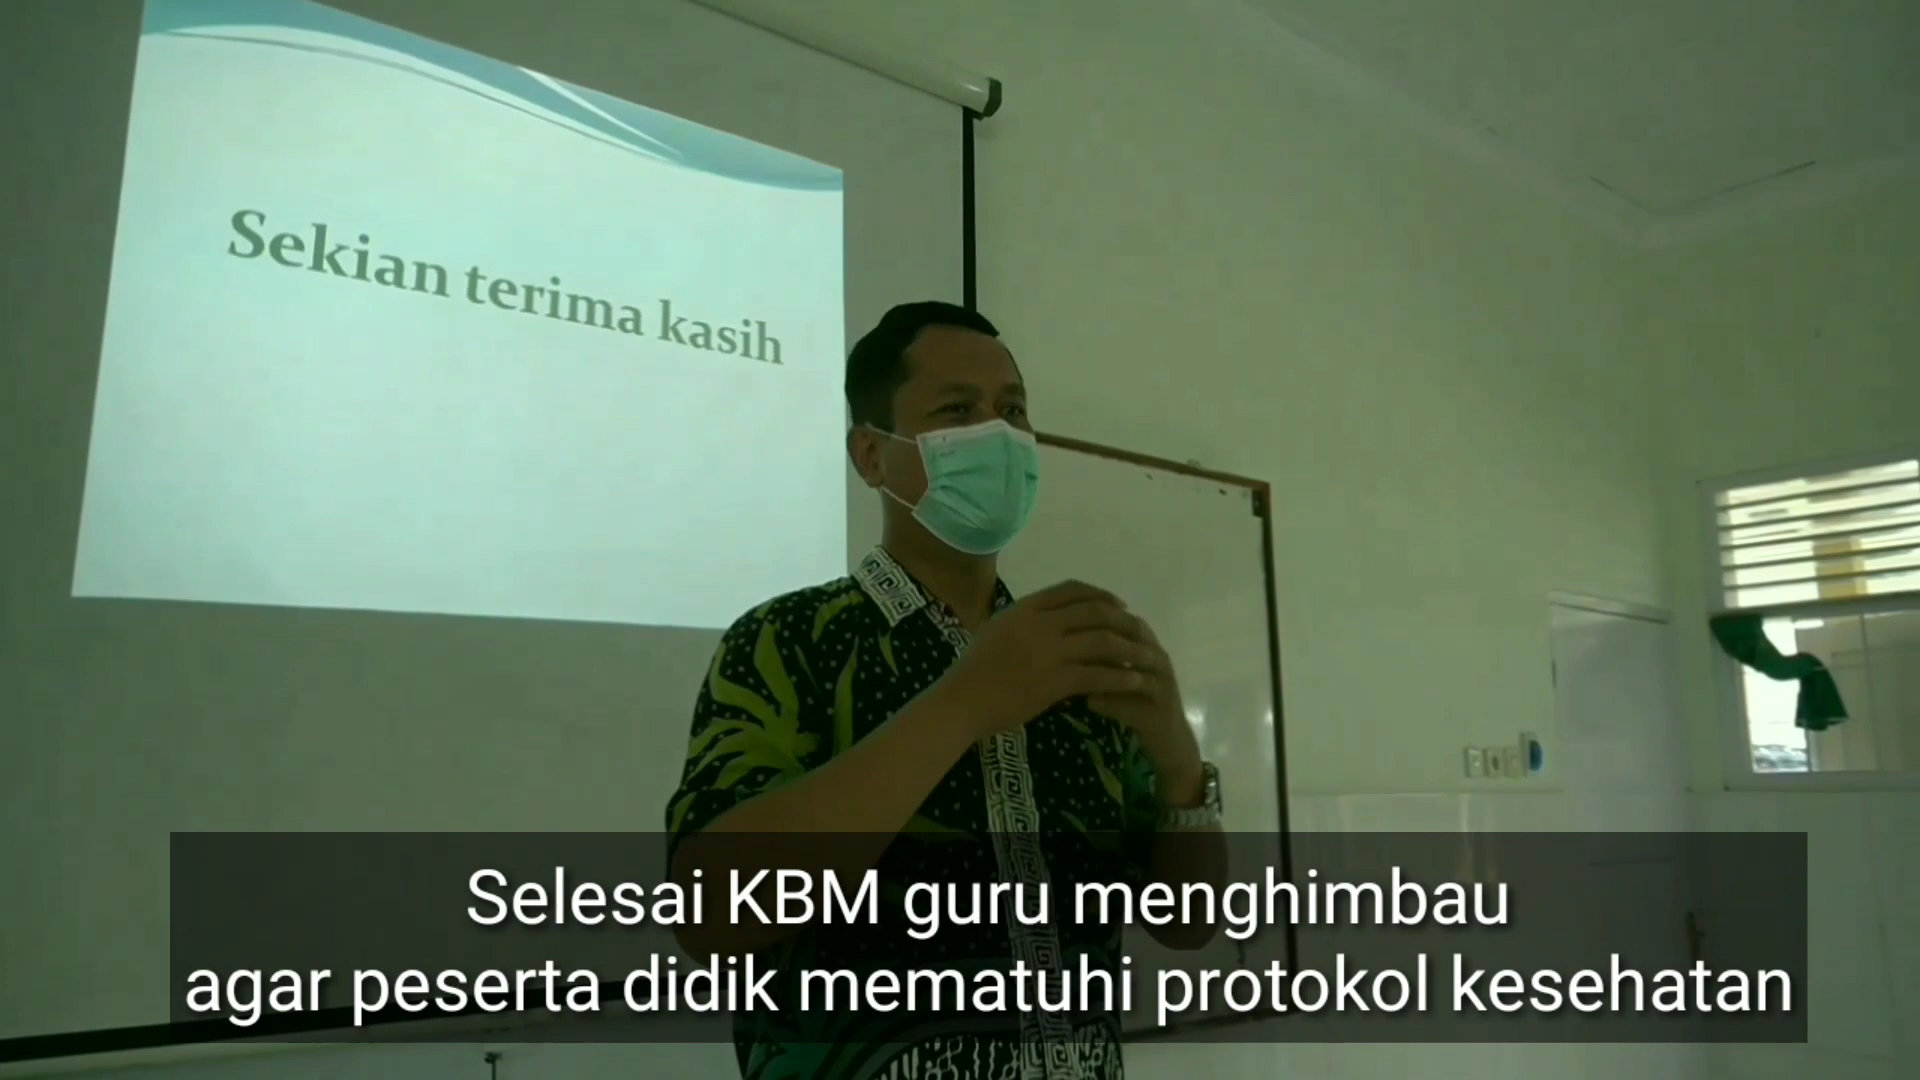 Sekian terima kasih
Selesai KBM guru menghimbau
agar peserta didik mematuhi protokol kesehatan